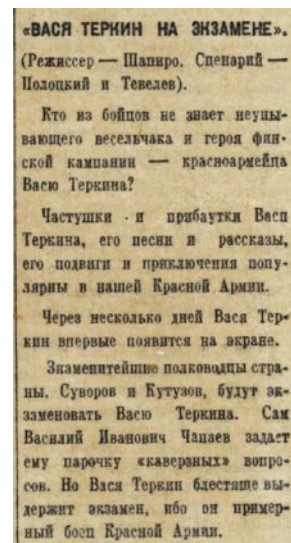 «ВАСЯ ТЕРКИН НА ЭКЗАМЕНЕ».
(Режиссер — Шапиро. Сценарий —
Полоцкий и Тевелев).
Кто из бойцов не знает неуны-
вающего весельчака и героя фин-
ской кампании — красноармейца
Васю Теркина?
Частушки и прибаутки Васи
Теркина, его песни и рассказы,
его подвиги и приключения попу-
лярны в нашей Красной Армии.
Через несколько дней Вася Тер-
кин впервые появится на экране.
Знаменитейшие полководцы стра-
ны, Суворов и Кутузов, будут эк-
заменовать Васю Теркина. Сам
Василий Иванович Чапаев задает
ему парочку «каверзных» вопро-
сов. Но Вася Теркин блестяще вы-
держит экзамен, ибо он пример-
ный боец Красной Армии.